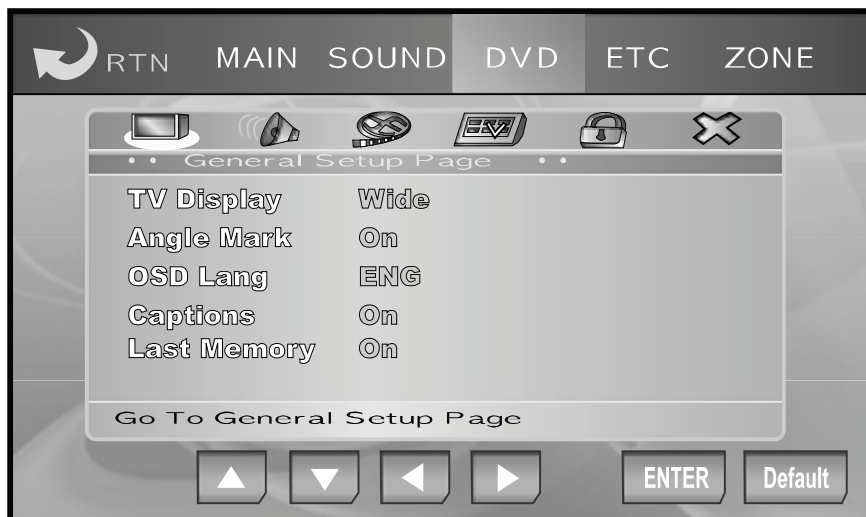 RTN MAIN SOUND DVD ETC ZONE
•• General Setup Page ••
TV Display Wide
Angle Mark On
OSD Lang ENG
Captions On
Last Memory On
Go To General Setup Page
ENTER Default